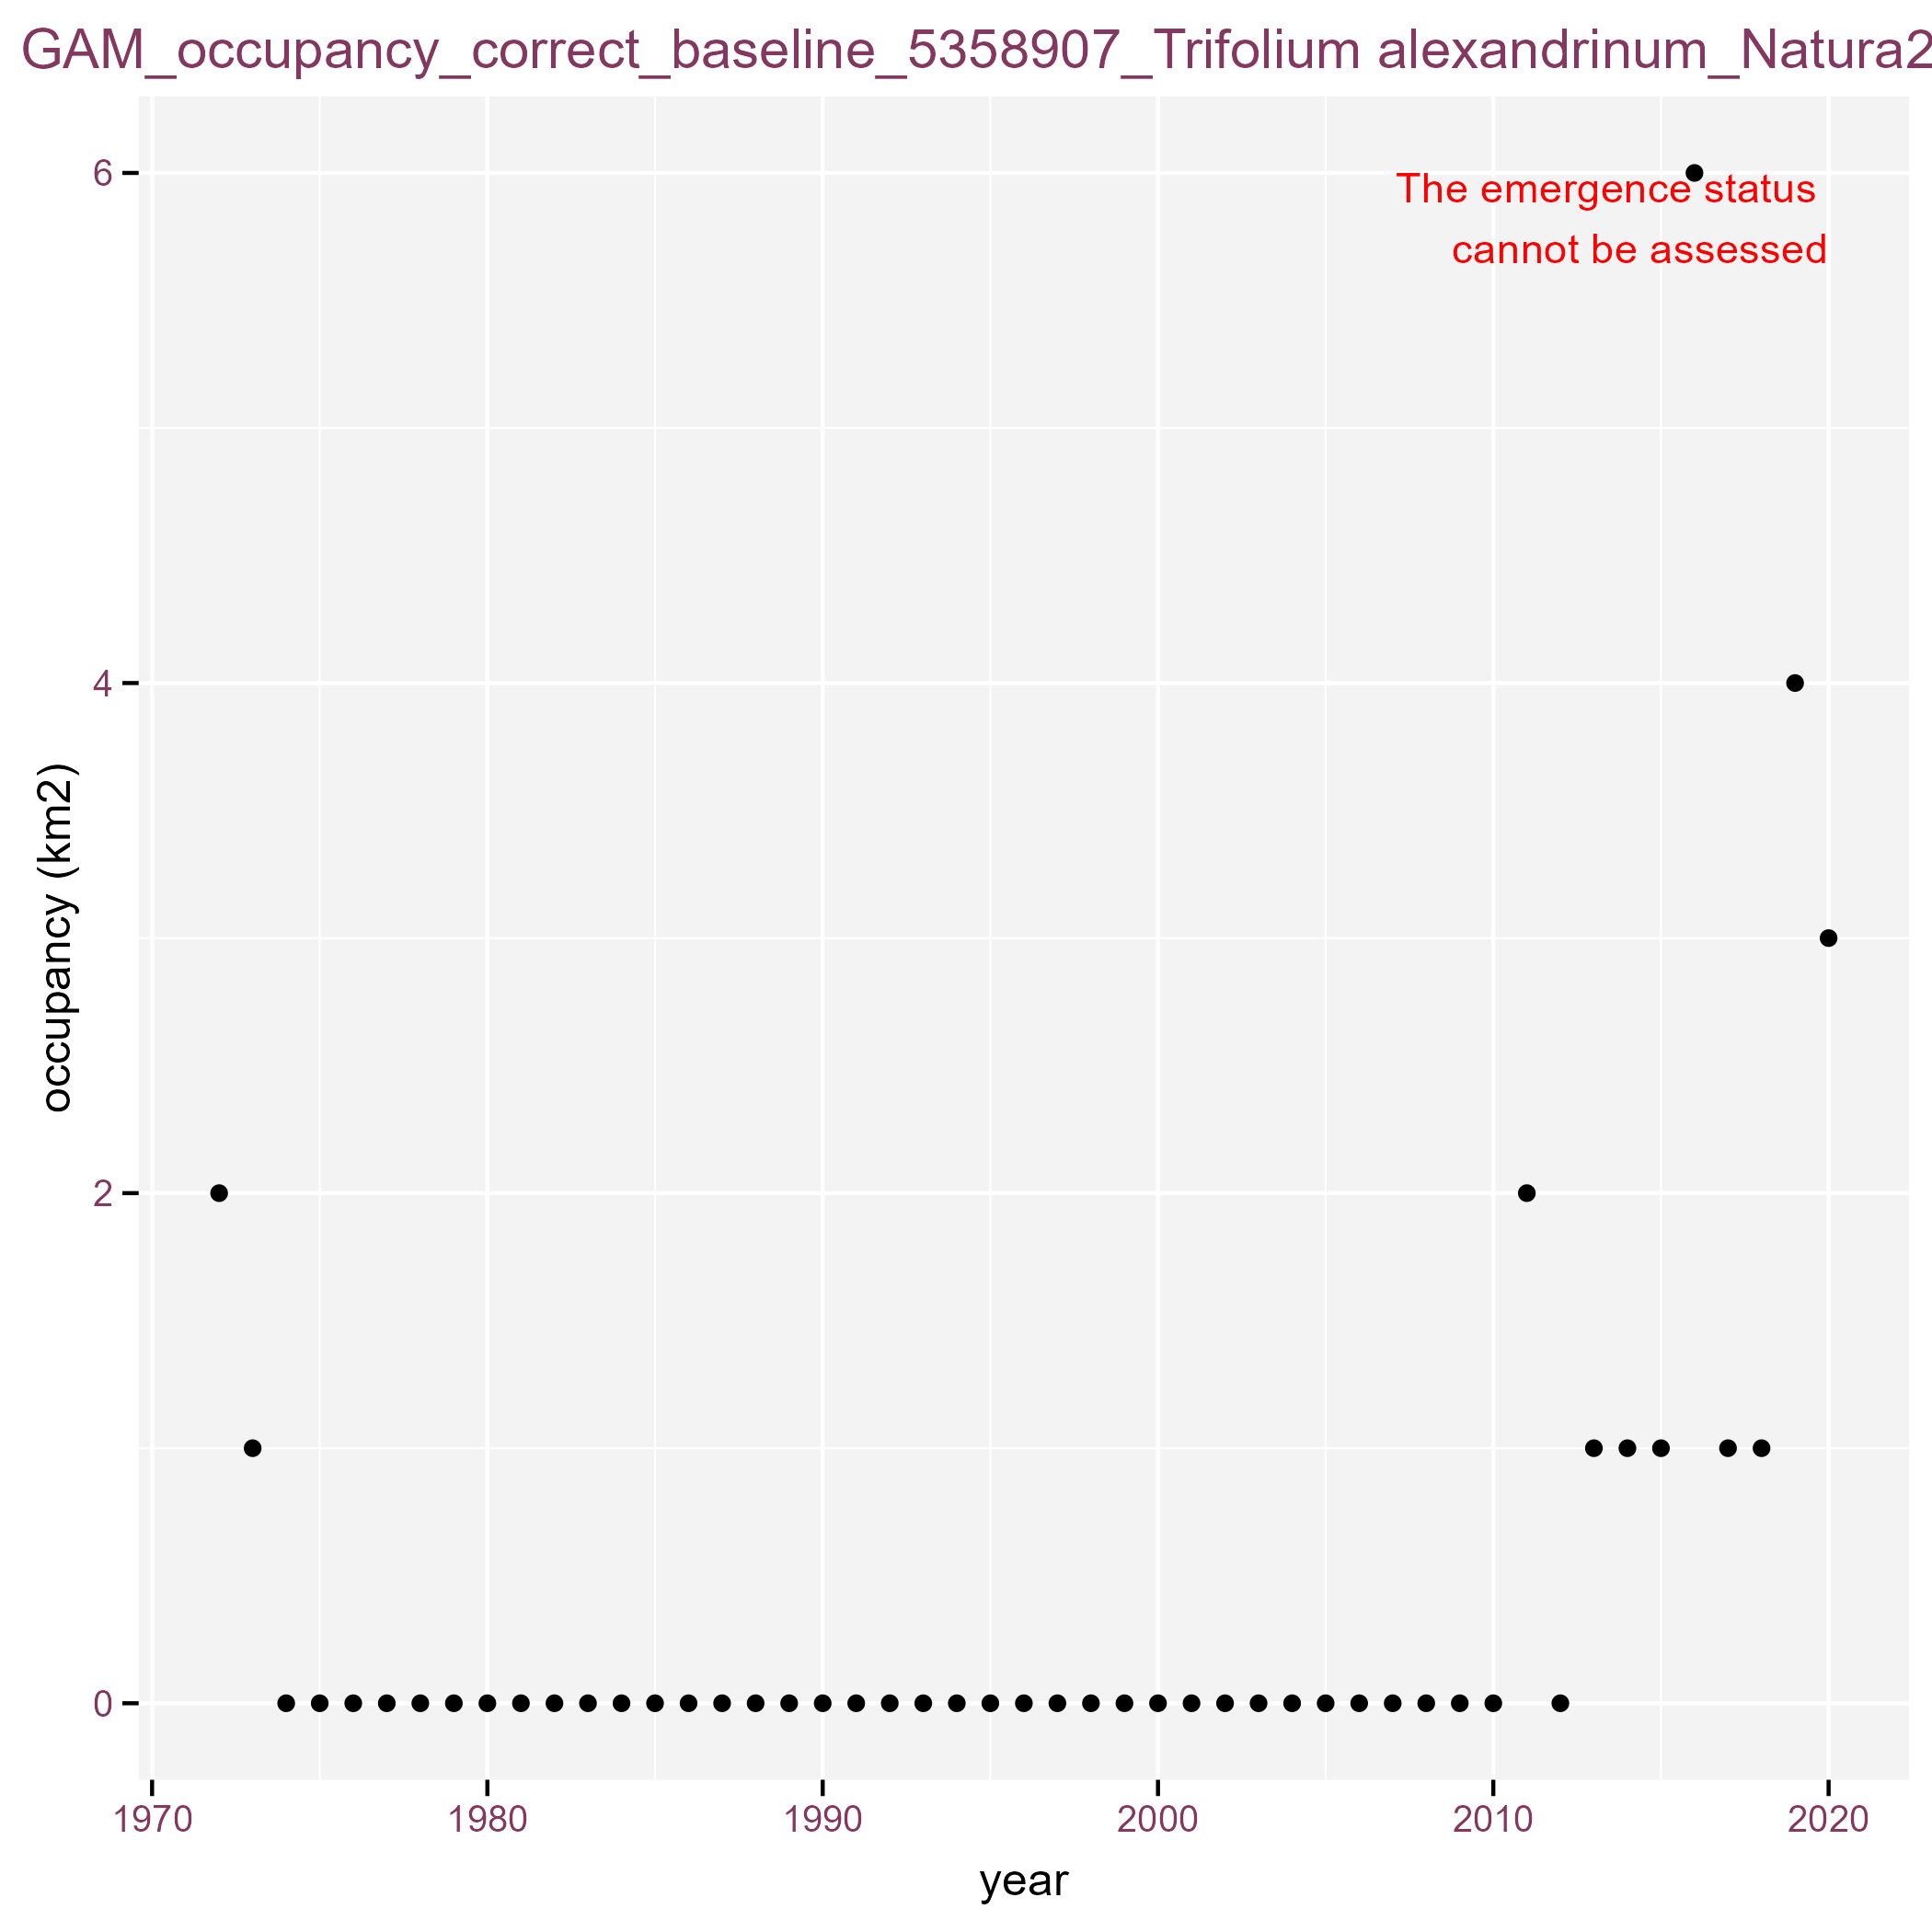 GAM_occupancy_correct_baseline_5358907_Trifolium alexandrinum_Natura2
6
The emergence status
cannot be assessed
4
occupancy (km2)
2
0
1970 1980 1990 2000 2010 2020
year